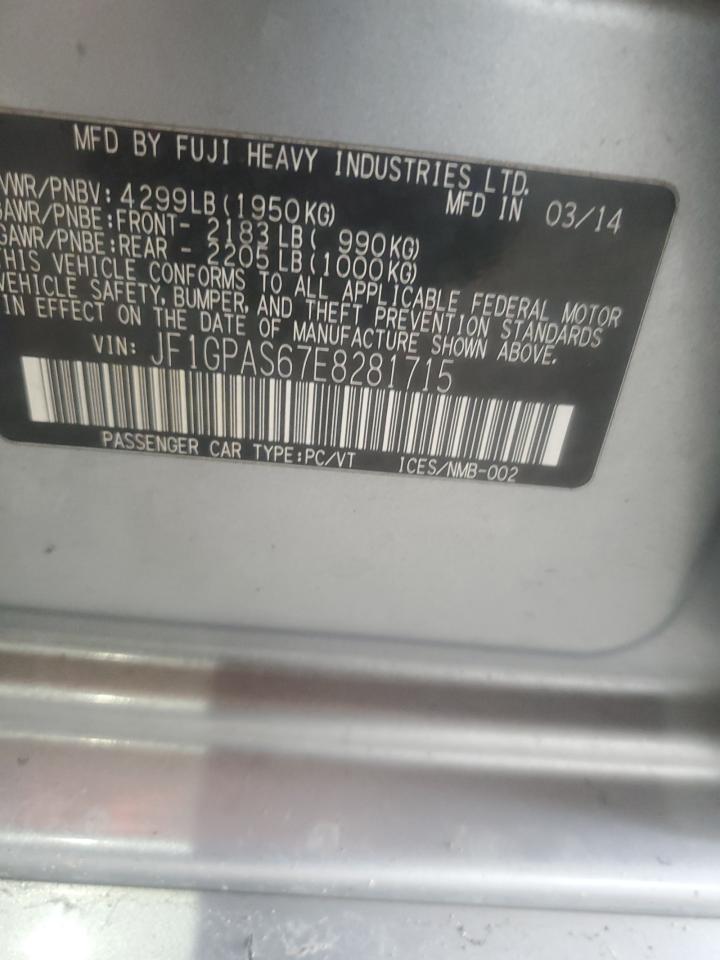 MFD BY FUJI HEAVY INDUSTRIES LTD.
VWR/PNBV: 4299LB(1950KG) MFD IN 03/14
GAWR/PNBE:FRONT- 2183LB( 990KG)
GAWR/PNBE:REAR - 2205LB(1000KG)
THIS VEHICLE CONFORMS TO ALL APPLICABLE FEDERAL MOTOR
VEHICLE SAFETY, BUMPER, AND THEFT PREVENTION STANDARDS
IN EFFECT ON THE DATE OF MANUFACTURE SHOWN ABOVE.
VIN: JF1GPAS67E8281715
PASSENGER CAR TYPE:PC/VT ICES/NMB-002